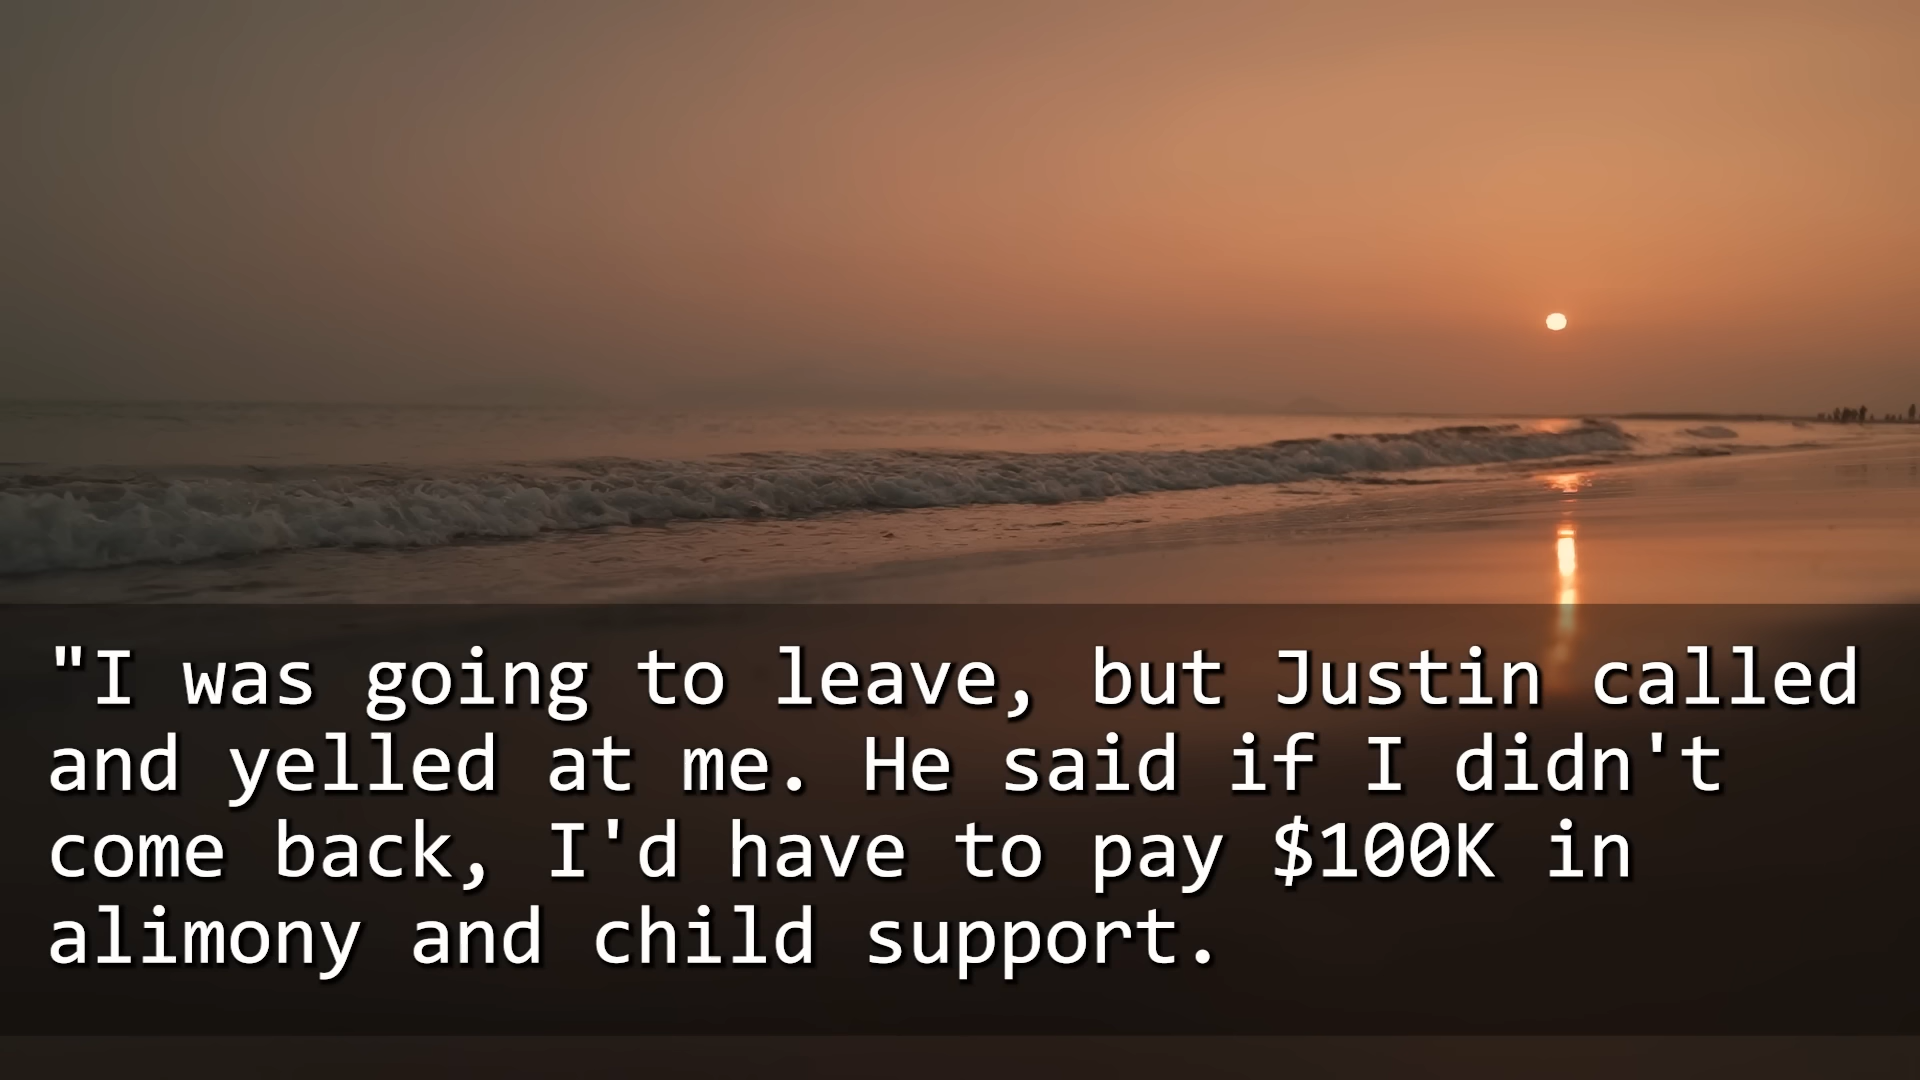 "I was going to leave, but Justin called
and yelled at me. He said if I didn't
come back, I'd have to pay $100K in
alimony and child support.